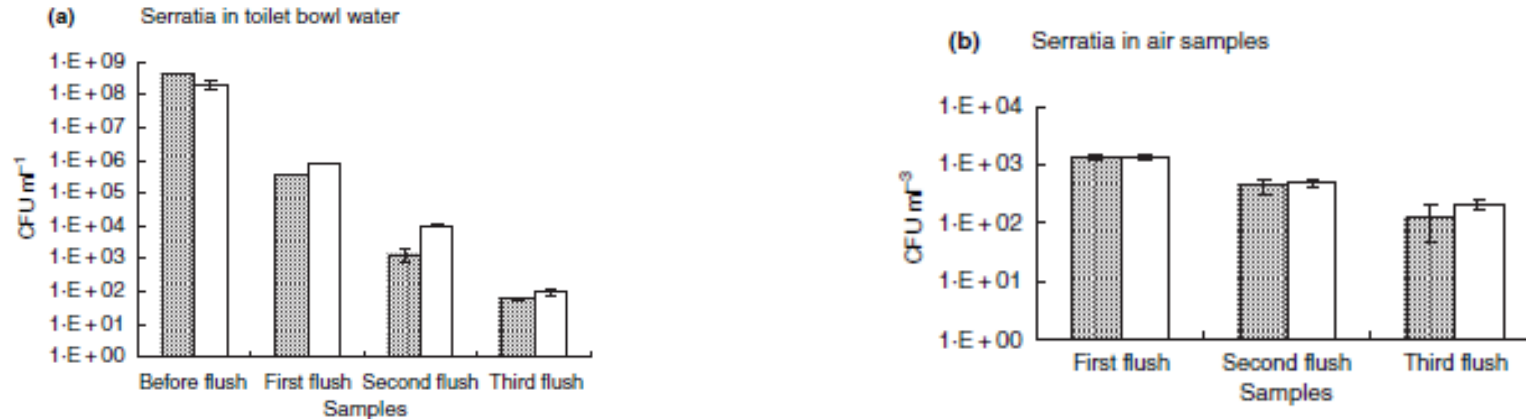 (a) Serratia in toilet bowl water
1·E + 09
1·E + 08
1·E + 07
1·E + 06
1·E + 05
1·E + 04
1·E + 03
1·E + 02
1·E + 01
1·E + 00
CFU ml⁻¹
Before flush First flush Second flush Third flush
Samples
(b) Serratia in air samples
1·E + 04
1·E + 03
1·E + 02
1·E + 01
1·E + 00
CFU ml⁻³
First flush Second flush Third flush
Samples